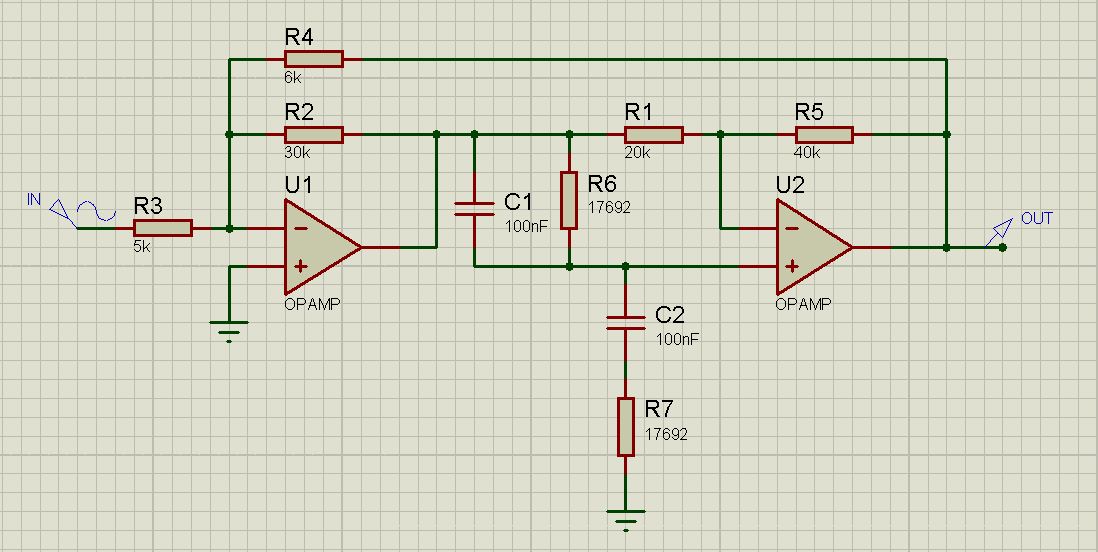 R4
6k
R2
30k
R1
20k
R5
40k
IN
R3
5k
U1
OPAMP
C1
100nF
R6
17692
U2
OPAMP
OUT
C2
100nF
R7
17692